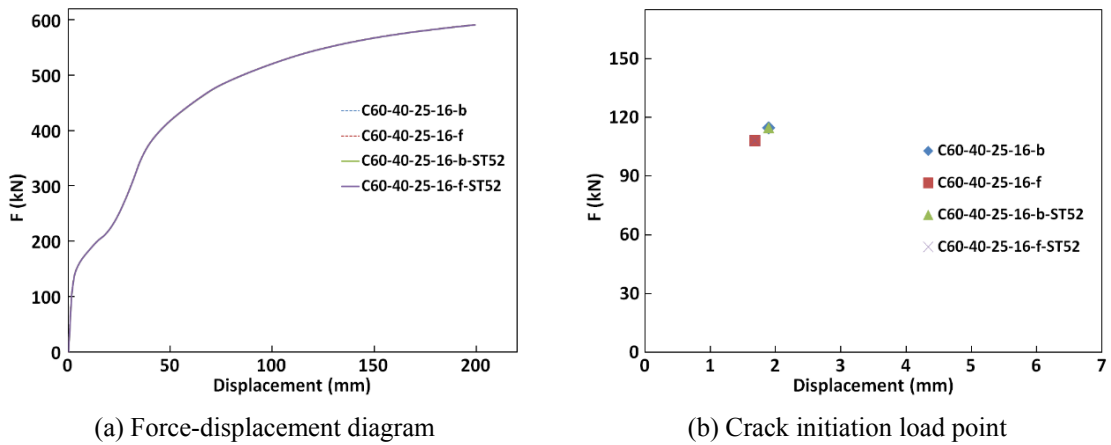 600
500
400
300
200
100
0
F (kN)
C60-40-25-16-b
C60-40-25-16-f
C60-40-25-16-b-ST52
C60-40-25-16-f-ST52
0 50 100 150 200
Displacement (mm)
(a) Force-displacement diagram
150
120
90
60
30
0
F (kN)
C60-40-25-16-b
C60-40-25-16-f
C60-40-25-16-b-ST52
C60-40-25-16-f-ST52
0 1 2 3 4 5 6 7
Displacement (mm)
(b) Crack initiation load point